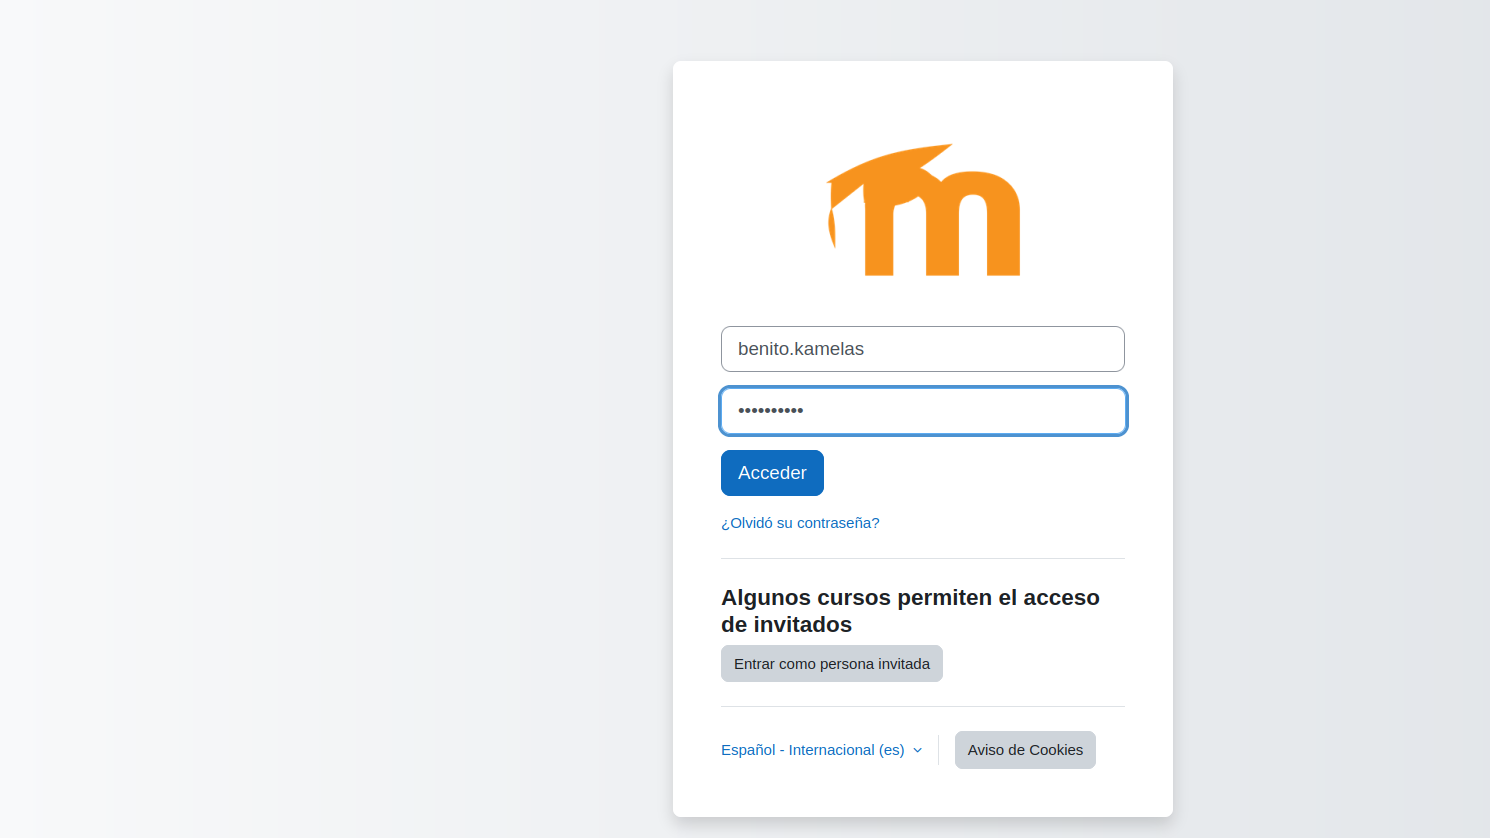 benito.kamelas
••••••••••
Acceder
¿Olvidó su contraseña?
Algunos cursos permiten el acceso
de invitados
Entrar como persona invitada
Español - Internacional (es)
Aviso de Cookies